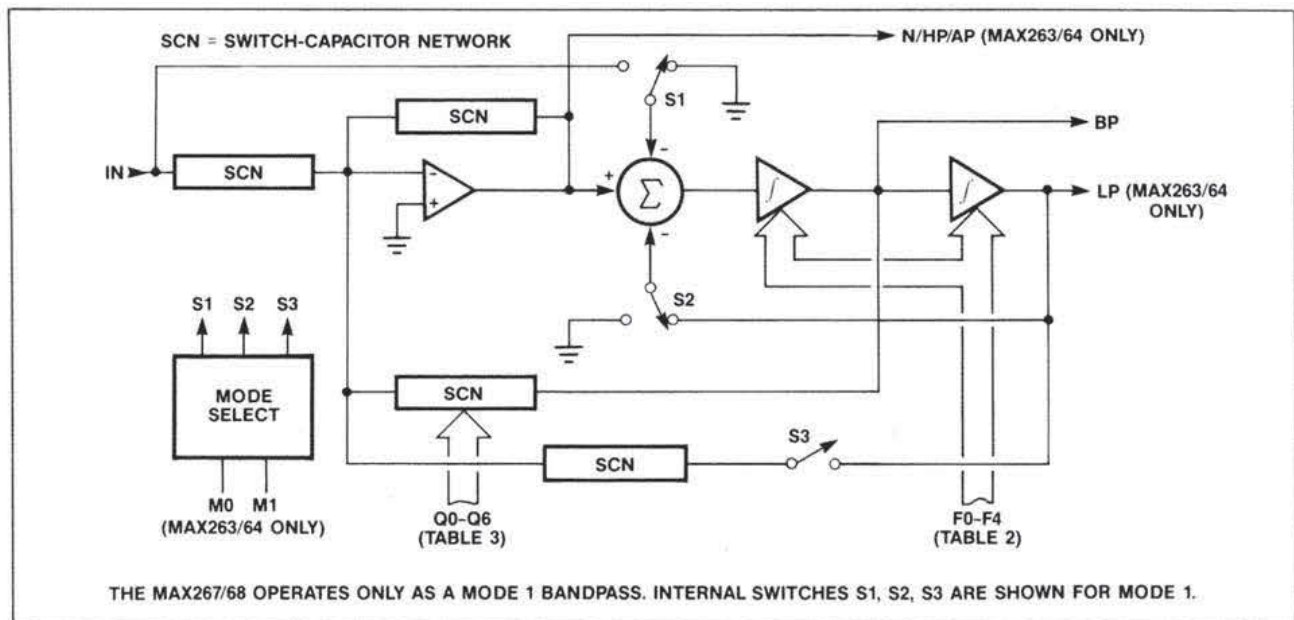 SCN = SWITCH-CAPACITOR NETWORK
N/HP/AP (MAX263/64 ONLY)
S1
SCN
-
BP
IN
SCN
-
+
+
Σ
∫
∫
LP (MAX263/64
ONLY)
-
S2
S1 S2 S3
MODE
SELECT
SCN
S3
SCN
M0 M1
(MAX263/64 ONLY)
Q0-Q6
(TABLE 3)
F0-F4
(TABLE 2)
THE MAX267/68 OPERATES ONLY AS A MODE 1 BANDPASS. INTERNAL SWITCHES S1, S2, S3 ARE SHOWN FOR MODE 1.